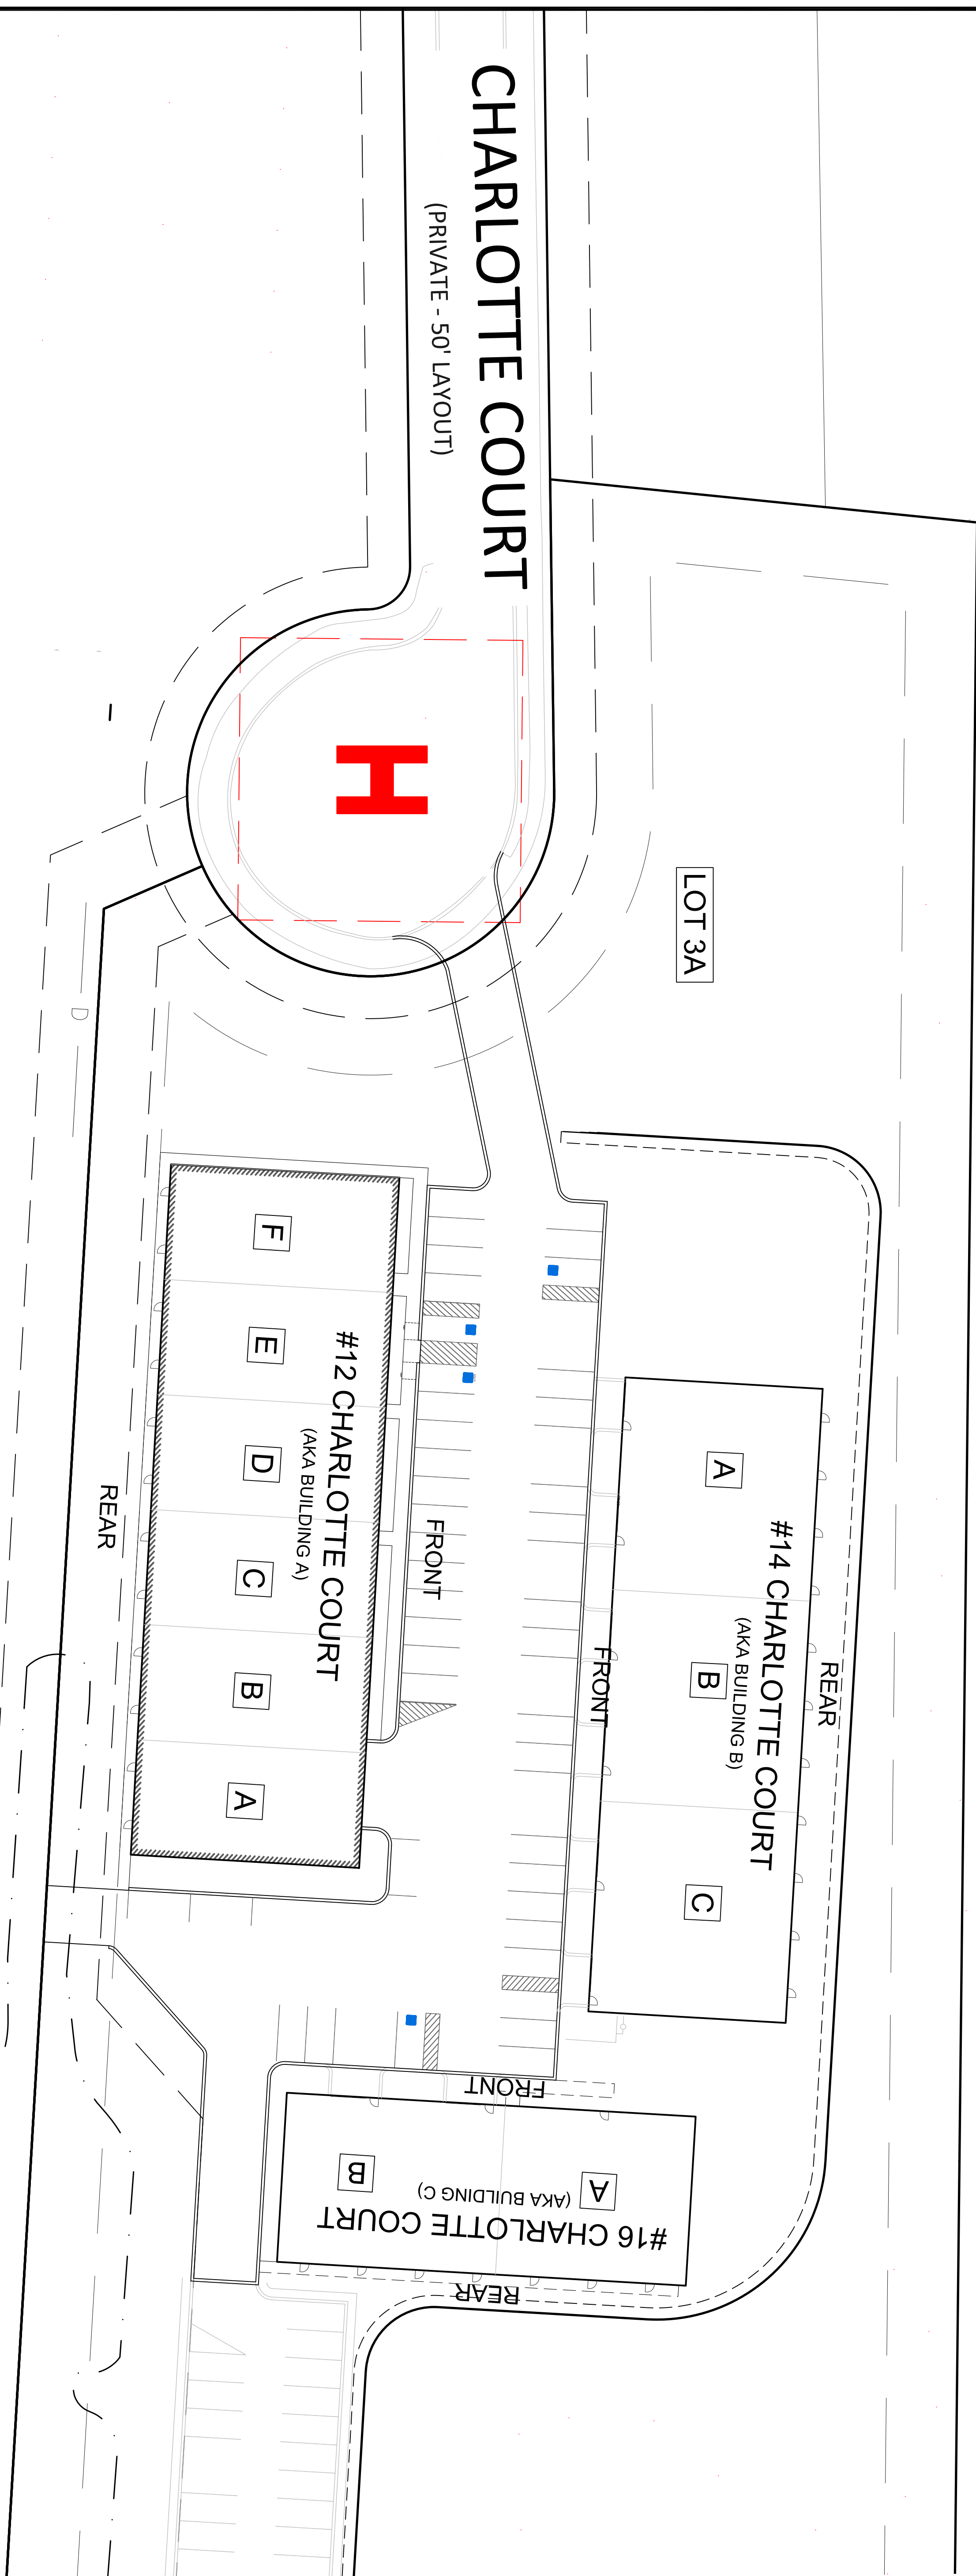 CHARLOTTE COURT
(PRIVATE - 50' LAYOUT)
H
LOT 3A
F
E
D
C
B
A
#12 CHARLOTTE COURT
(AKA BUILDING A)
REAR
FRONT
A
B
C
#14 CHARLOTTE COURT
(AKA BUILDING B)
REAR
FRONT
FRONT
A
B
(AKA BUILDING C)
#16 CHARLOTTE COURT
REAR